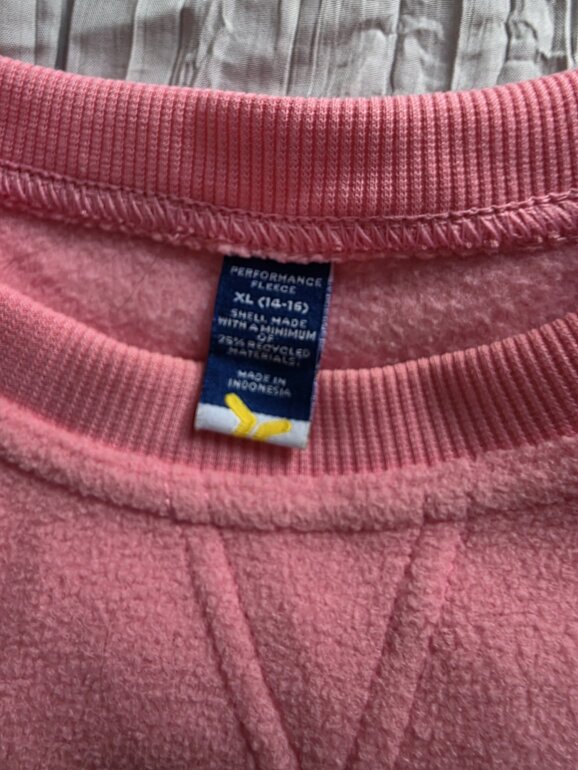 PERFORMANCE
FLEECE
XL (14-16)
SHELL MADE
WITH A MINIMUM
OF
25% RECYCLED
MATERIALS.
MADE IN
INDONESIA